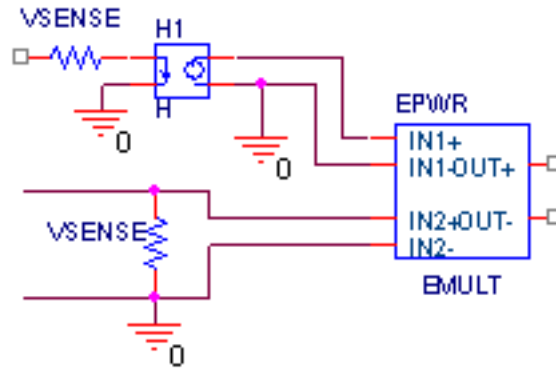 VSENSE
H1
H
0
0
EPWR
IN1+
IN1-OUT+
IN2+OUT-
IN2-
VSENSE
EMULT
0